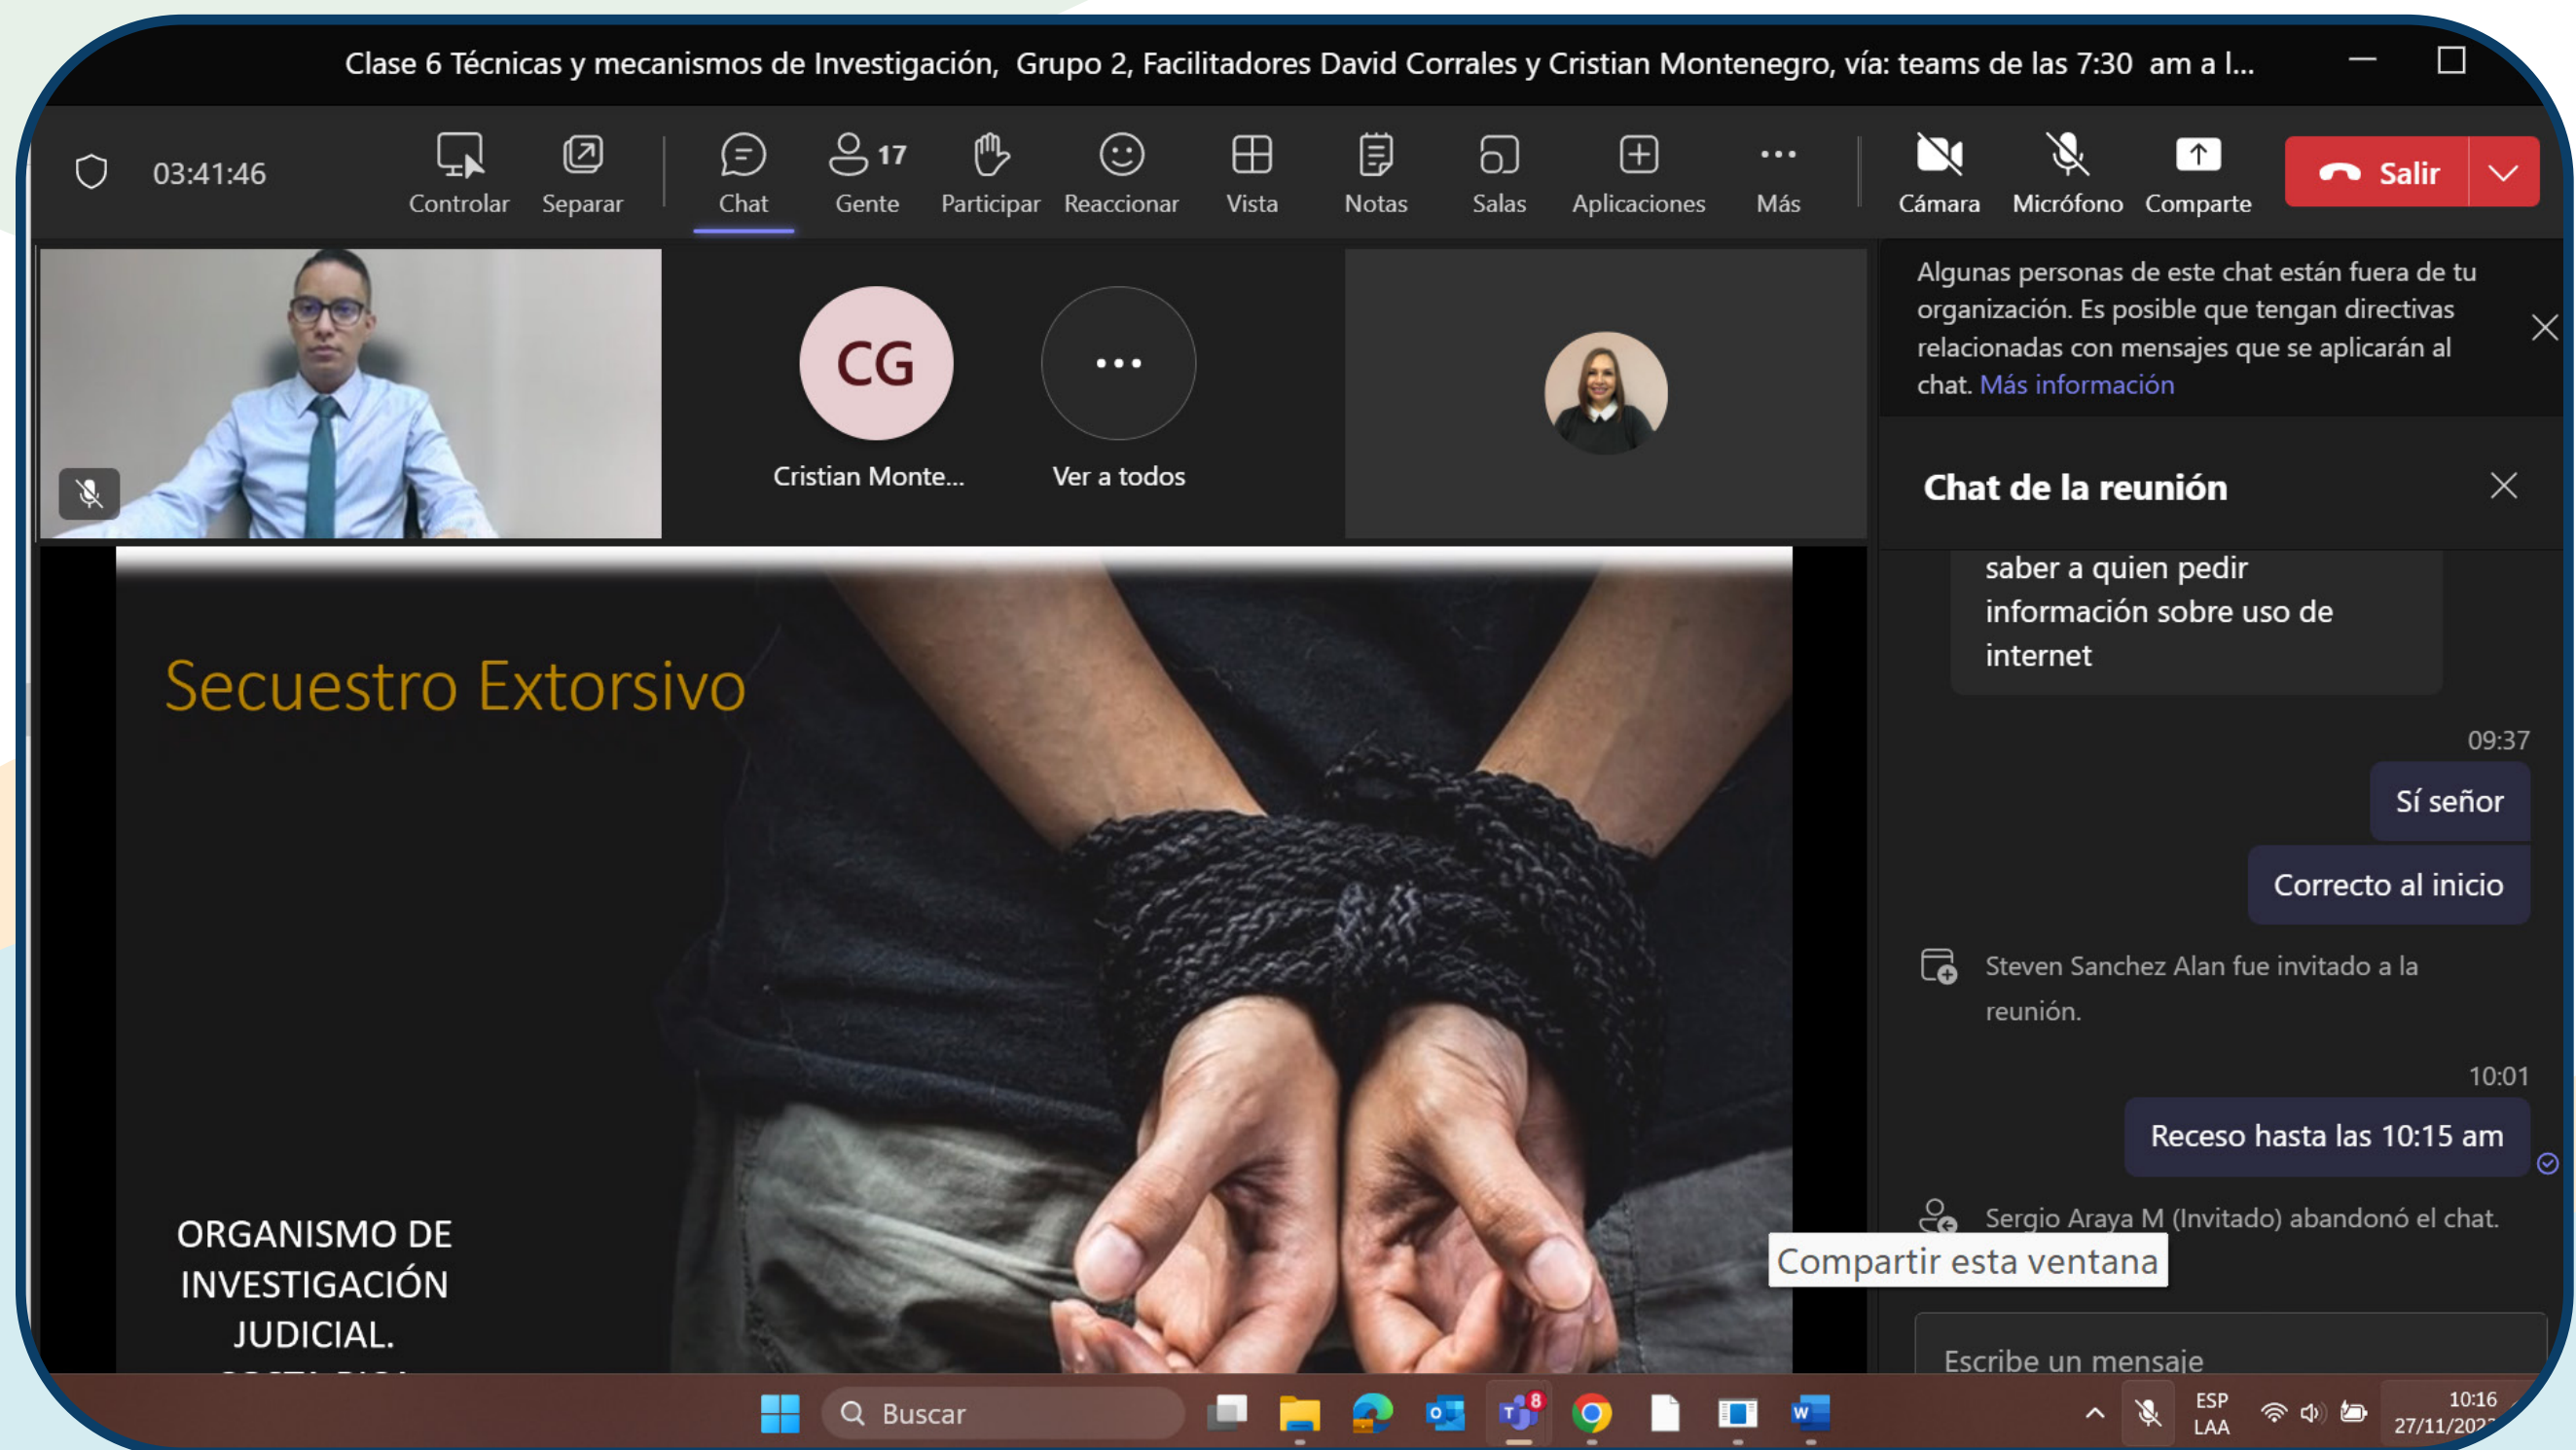 Clase 6 Técnicas y mecanismos de Investigación, Grupo 2, Facilitadores David Corrales y Cristian Montenegro, vía: teams de las 7:30 am a l...
03:41:46
Controlar
Separar
Chat
17
Gente
Participar
Reaccionar
Vista
Notas
Salas
Aplicaciones
Más
Cámara
Micrófono
Comparte
Salir
CG
Cristian Monte...
Ver a todos
Algunas personas de este chat están fuera de tu
organización. Es posible que tengan directivas
relacionadas con mensajes que se aplicarán al
chat. Más información
Chat de la reunión
saber a quien pedir
información sobre uso de
internet
09:37
Sí señor
Correcto al inicio
Steven Sanchez Alan fue invitado a la
reunión.
10:01
Receso hasta las 10:15 am
Sergio Araya M (Invitado) abandonó el chat.
Compartir esta ventana
Escribe un mensaje
Secuestro Extorsivo
ORGANISMO DE
INVESTIGACIÓN
JUDICIAL.
Buscar
8
ESP
LAA
10:16
27/11/202